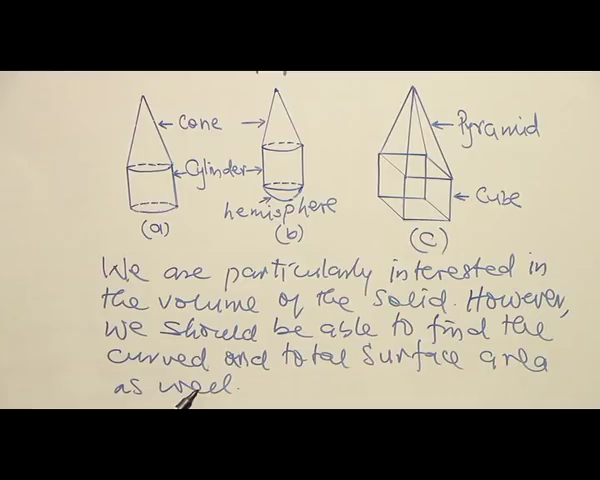 cone
Pyramid
Cylinder
Cube
hemisphere
(a)
(b)
(C)
We are particularly interested in
the volume of the solid. However,
we should be able to find the
curved and total surface area
as well.